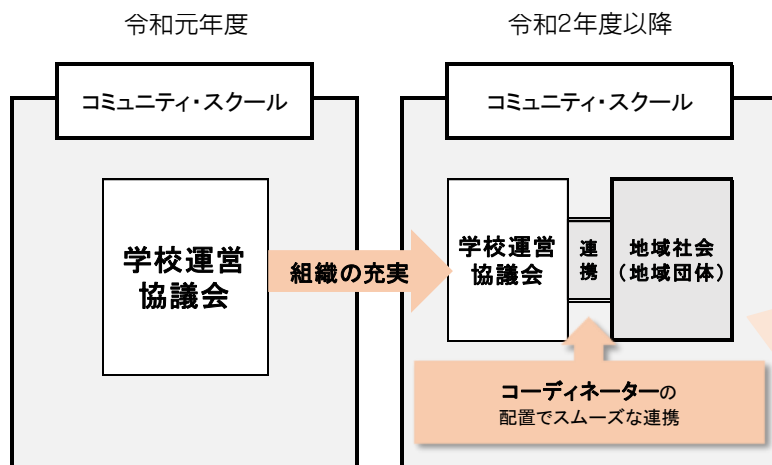 令和元年度
コミュニティ・スクール
学校運営
協議会
組織の充実
令和2年度以降
コミュニティ・スクール
学校運営
協議会
連
携
地域社会
(地域団体)
コーディネーターの
配置でスムーズな連携